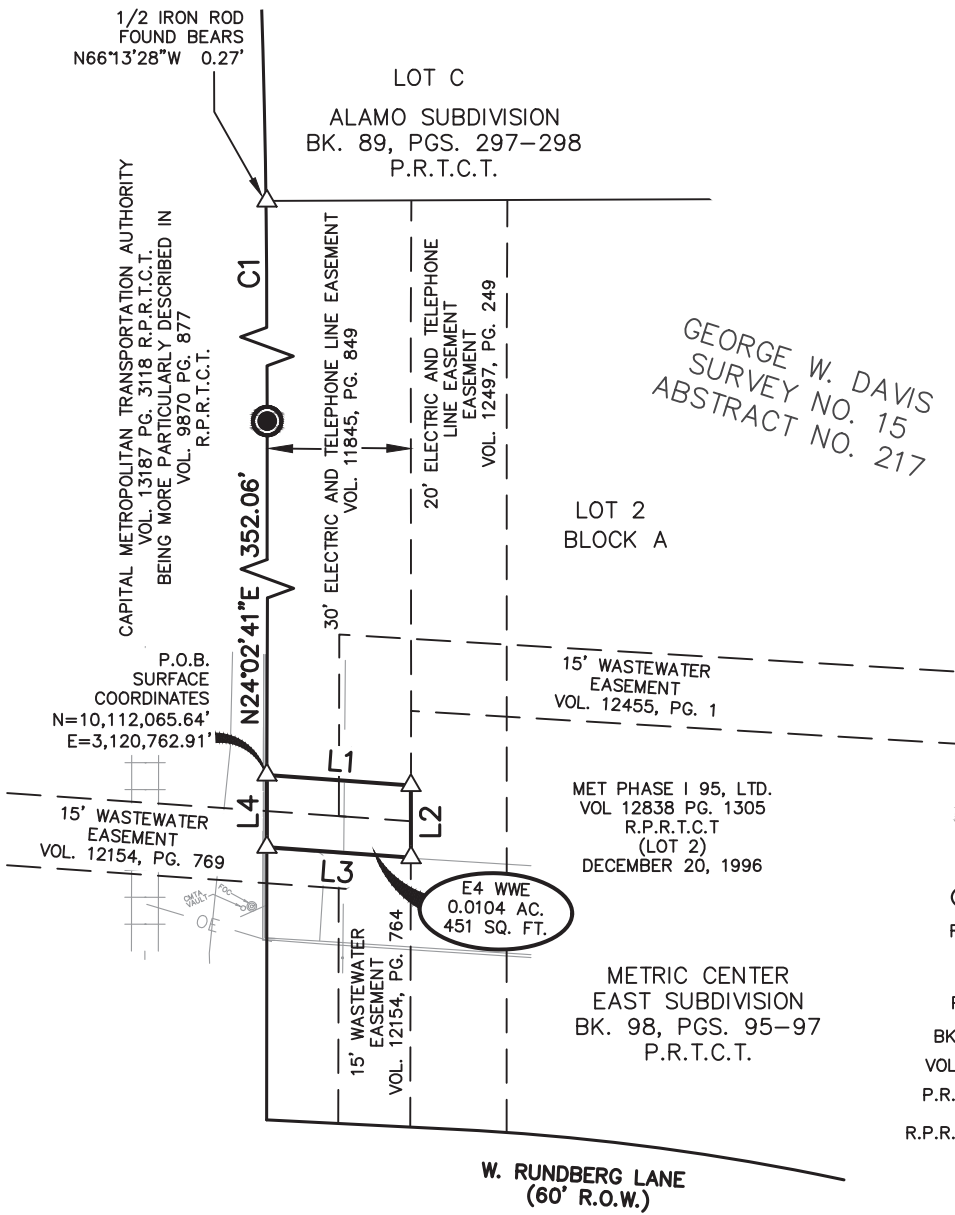 1/2 IRON ROD
FOUND BEARS
N66°13'28"W 0.27'
LOT C
ALAMO SUBDIVISION
BK. 89, PGS. 297-298
P.R.T.C.T.
CAPITAL METROPOLITAN TRANSPORTATION AUTHORITY
VOL. 13187 PG. 3118 R.P.R.T.C.T.
BEING MORE PARTICULARLY DESCRIBED IN
VOL. 9870 PG. 877
R.P.R.T.C.T.
C1
N24°02'41"E 352.06'
30' ELECTRIC AND TELEPHONE LINE EASEMENT
VOL. 11845, PG. 849
20' ELECTRIC AND TELEPHONE
LINE EASEMENT
EASEMENT
VOL. 12497, PG. 249
GEORGE W. DAVIS
SURVEY NO. 15
ABSTRACT NO. 217
LOT 2
BLOCK A
15' WASTEWATER
EASEMENT
VOL. 12455, PG. 1
P.O.B.
SURFACE
COORDINATES
N=10,112,065.64'
E=3,120,762.91'
L1
L2
L3
L4
15' WASTEWATER
EASEMENT
VOL. 12154, PG. 769
MET PHASE I 95, LTD.
VOL 12838 PG. 1305
R.P.R.T.C.T
(LOT 2)
DECEMBER 20, 1996
E4 WWE
0.0104 AC.
451 SQ. FT.
CMTA
VAULT
FOC
OE
15' WASTEWATER
EASEMENT
VOL. 12154, PG. 764
METRIC CENTER
EAST SUBDIVISION
BK. 98, PGS. 95-97
P.R.T.C.T.
BK
VOL
P.R.
R.P.R.
W. RUNDBERG LANE
(60' R.O.W.)